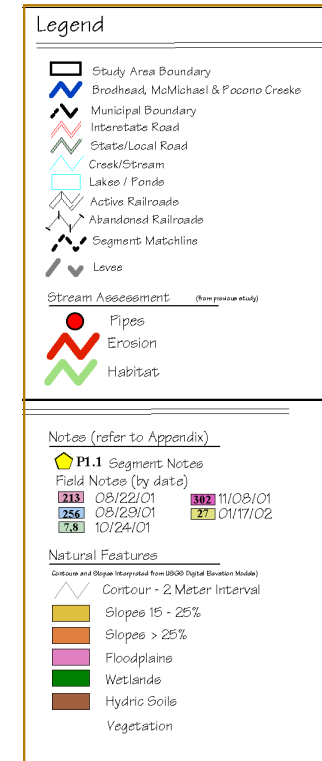 Legend
Study Area Boundary
Brodhead, McMichael & Pocono Creeks
Municipal Boundary
Interstate Road
State/Local Road
Creek/Stream
Lakes / Ponds
Active Railroads
Abandoned Railroads
Segment Matchline
Levee
Stream Assessment (from previous study)
Pipes
Erosion
Habitat
Notes (refer to Appendix)
P1.1 Segment Notes
Field Notes (by date)
213 08/22/01 302 11/08/01
256 08/29/01 27 01/17/02
7,8 10/24/01
Natural Features
Contours and Slopes Interpreted from USGS Digital Elevation Models)
Contour - 2 Meter Interval
Slopes 15 - 25%
Slopes > 25%
Floodplains
Wetlands
Hydric Soils
Vegetation